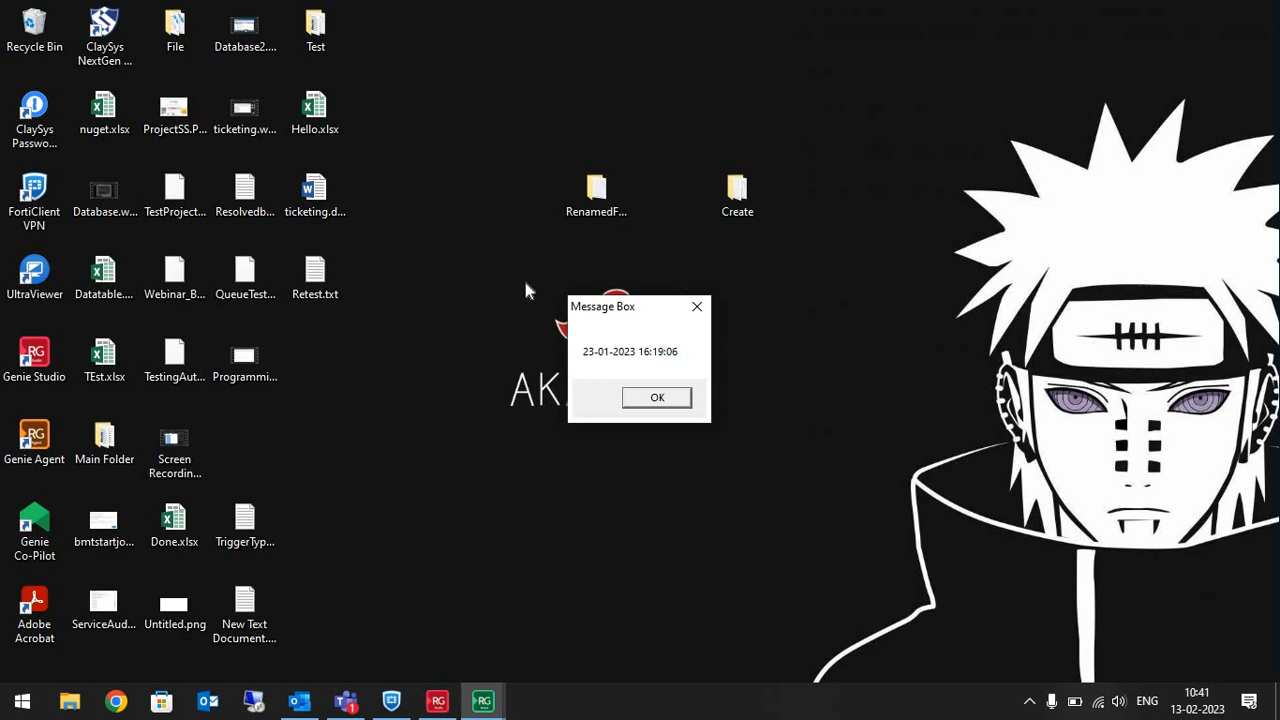 Recycle Bin
ClaySys
NextGen ...
File
Database2....
Test
ClaySys
Passwo...
nuget.xlsx
ProjectSS.P...
ticketing.w...
Hello.xlsx
FortiClient
VPN
Database.w...
TestProject...
Resolvedb...
ticketing.d...
RenamedF...
Create
UltraViewer
Datatable....
Webinar_B...
QueueTest...
Retest.txt
Genie Studio
TEst.xlsx
TestingAut...
Programmi...
Genie Agent
Main Folder
Screen
Recordin...
Genie
Co-Pilot
bmtstartjo...
Done.xlsx
TriggerTyp...
Adobe
Acrobat
ServiceAud...
Untitled.png
New Text
Document....
Message Box
23-01-2023 16:19:06
OK
AK
ENG
10:41
13-02-2023